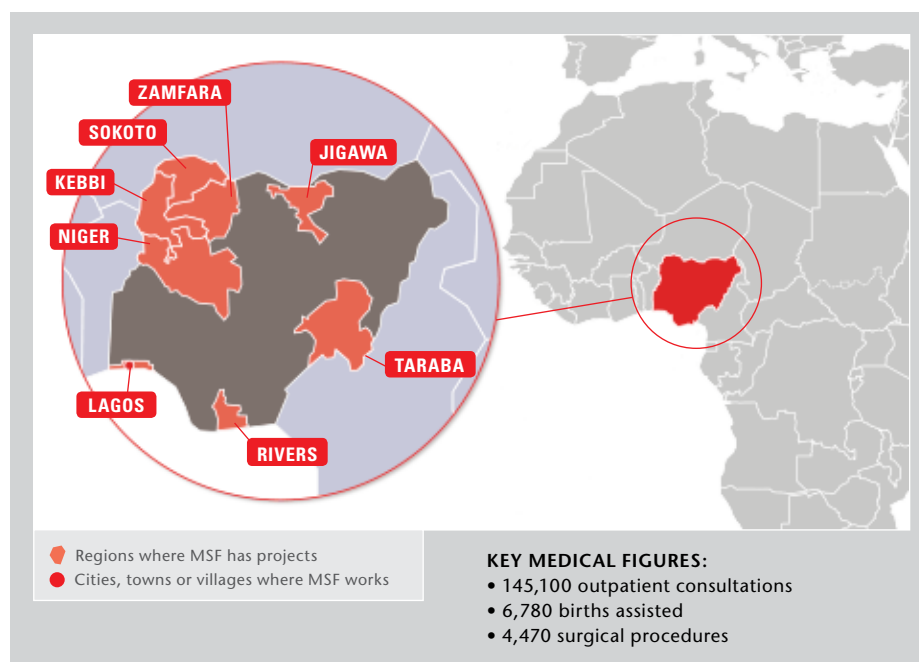 ZAMFARA
SOKOTO
JIGAWA
KEBBI
NIGER
TARABA
LAGOS
RIVERS
Regions where MSF has projects
Cities, towns or villages where MSF works
KEY MEDICAL FIGURES:
• 145,100 outpatient consultations
• 6,780 births assisted
• 4,470 surgical procedures